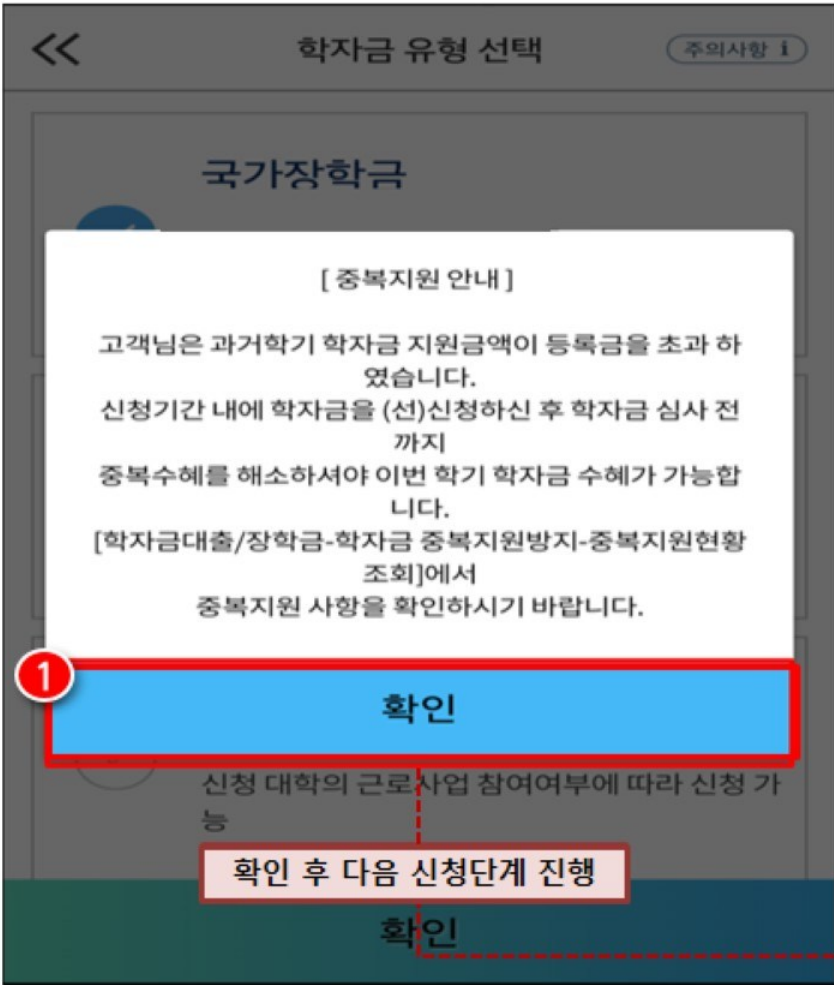 학자금 유형 선택
주의사항 i
국가장학금
[ 중복지원 안내 ]
고객님은 과거학기 학자금 지원금액이 등록금을 초과 하
였습니다.
신청기간 내에 학자금을 (선)신청하신 후 학자금 심사 전
까지
중복수혜를 해소하셔야 이번 학기 학자금 수혜가 가능합
니다.
[학자금대출/장학금-학자금 중복지원방지-중복지원현황
조회]에서
중복지원 사항을 확인하시기 바랍니다.
1
확인
신청 대학의 근로사업 참여여부에 따라 신청 가
능
확인 후 다음 신청단계 진행
확인